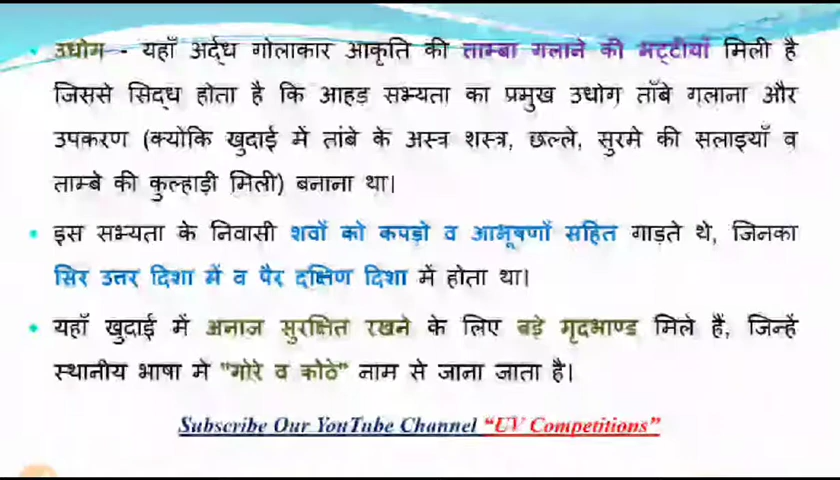 उधोग - यहाँ अर्द्ध गोलाकार आकृति की ताम्बा गलाने की भट्टीयाँ मिली है
जिससे सिद्ध होता है कि आहड़ सभ्यता का प्रमुख उधोग ताँबे गलाना और
उपकरण (क्योकि खुदाई में तांबे के अस्त्र शस्त्र, छल्ले, सुरमे की सलाइयाँ व
ताम्बे की कुल्हाड़ी मिली) बनाना था।
इस सभ्यता के निवासी शवों को कपड़ो व आभूषणों सहित गाड़ते थे, जिनका
सिर उत्तर दिशा में व पैर दक्षिण दिशा में होता था।
यहाँ खुदाई में अनाज सुरक्षित रखने के लिए बड़े मृदभाण्ड मिले हैं, जिन्हें
स्थानीय भाषा मे "गोरे व कोठे" नाम से जाना जाता है।
Subscribe Our YouTube Channel “UV Competitions”